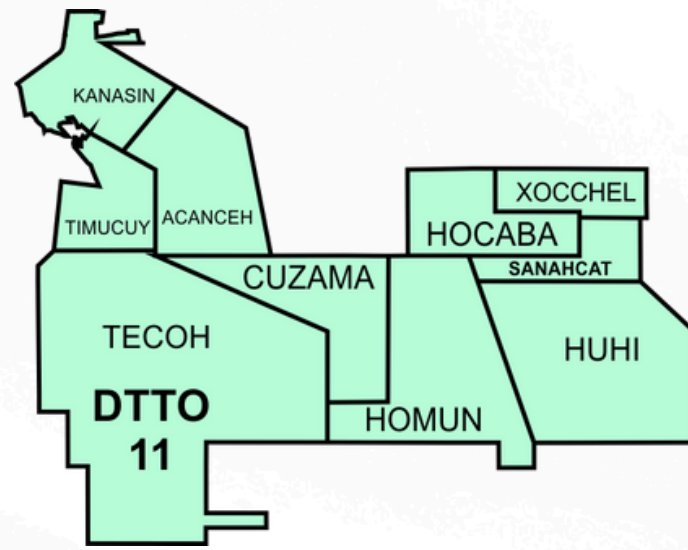 KANASIN
TIMUCUY
ACANCEH
XOCCHEL
HOCABA
SANAHCAT
CUZAMA
TECOH
HUHI
DTTO
11
HOMUN